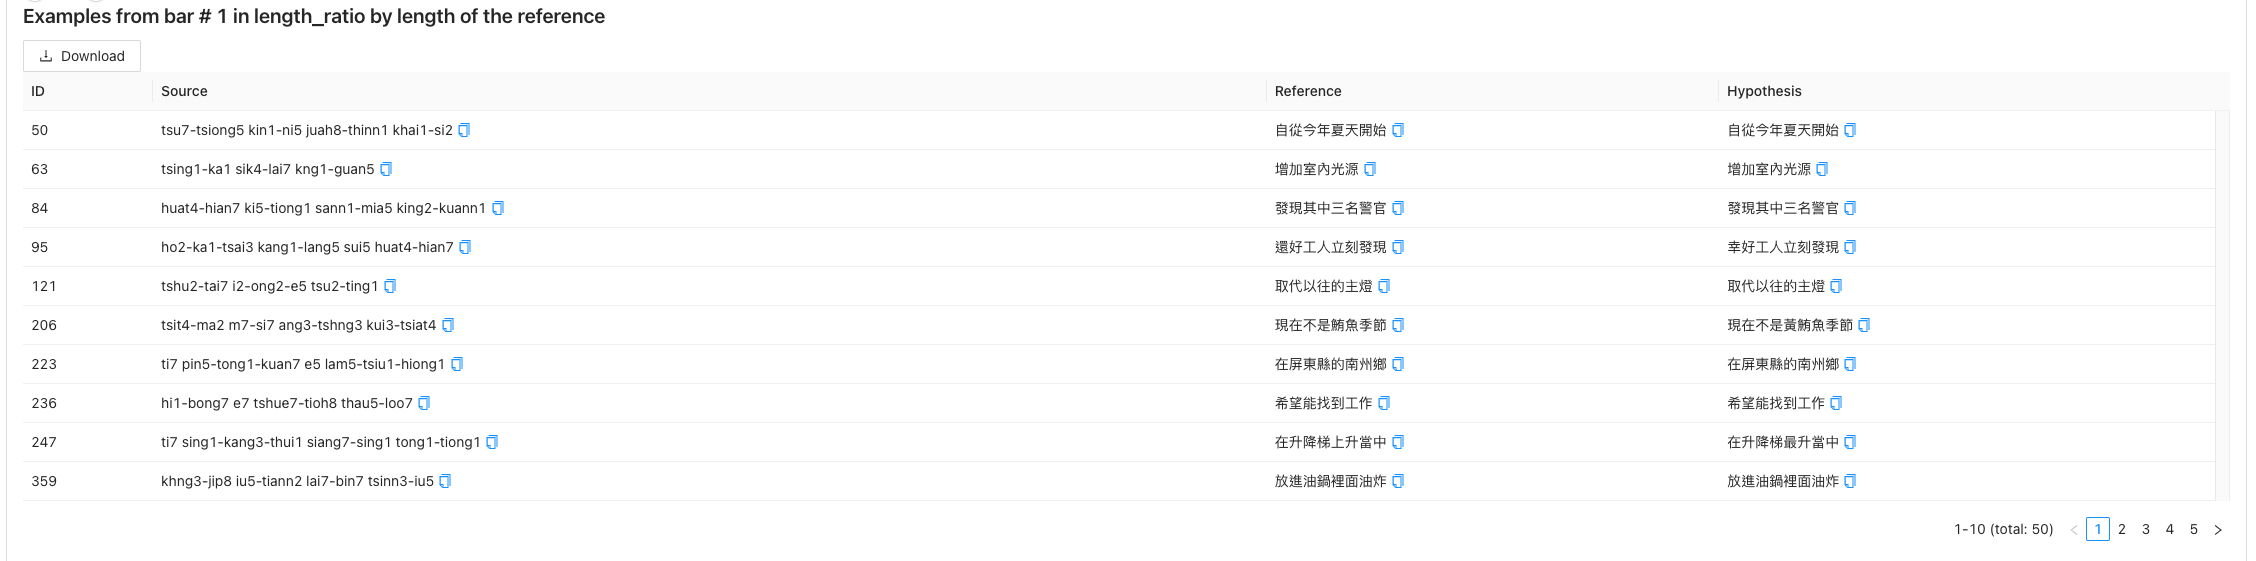 Examples from bar # 1 in length_ratio by length of the reference
Download
ID Source Reference Hypothesis
50 tsu7-tsiong5 kin1-ni5 juah8-thinn1 khai1-si2 自從今年夏天開始 自從今年夏天開始
63 tsing1-ka1 sik4-lai7 kng1-guan5 增加室內光源 增加室內光源
84 huat4-hian7 ki5-tiong1 sann1-mia5 king2-kuann1 發現其中三名警官 發現其中三名警官
95 ho2-ka1-tsai3 kang1-lang5 sui5 huat4-hian7 還好工人立刻發現 幸好工人立刻發現
121 tshu2-tai7 i2-ong2-e5 tsu2-ting1 取代以往的主燈 取代以往的主燈
206 tsit4-ma2 m7-si7 ang3-tshng3 kui3-tsiat4 現在不是鮪魚季節 現在不是黃鮪魚季節
223 ti7 pin5-tong1-kuan7 e5 lam5-tsiu1-hiong1 在屏東縣的南州鄉 在屏東縣的南州鄉
236 hi1-bong7 e7 tshue7-tioh8 thau5-loo7 希望能找到工作 希望能找到工作
247 ti7 sing1-kang3-thui1 siang7-sing1 tong1-tiong1 在升降梯上升當中 在升降梯最升當中
359 khng3-jip8 iu5-tiann2 lai7-bin7 tsinn3-iu5 放進油鍋裡面油炸 放進油鍋裡面油炸
1-10 (total: 50) < 1 2 3 4 5 >